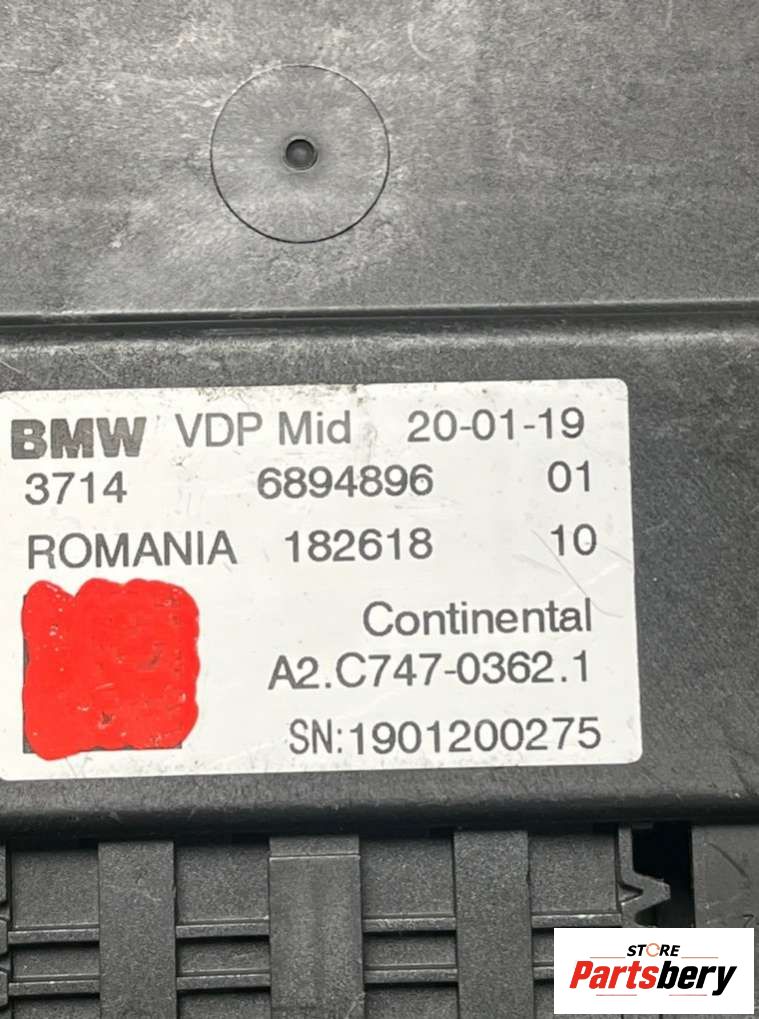 BMW VDP Mid 20-01-19
3714 6894896 01
ROMANIA 182618 10
Continental
A2.C747-0362.1
SN:1901200275
STORE
Partsbery